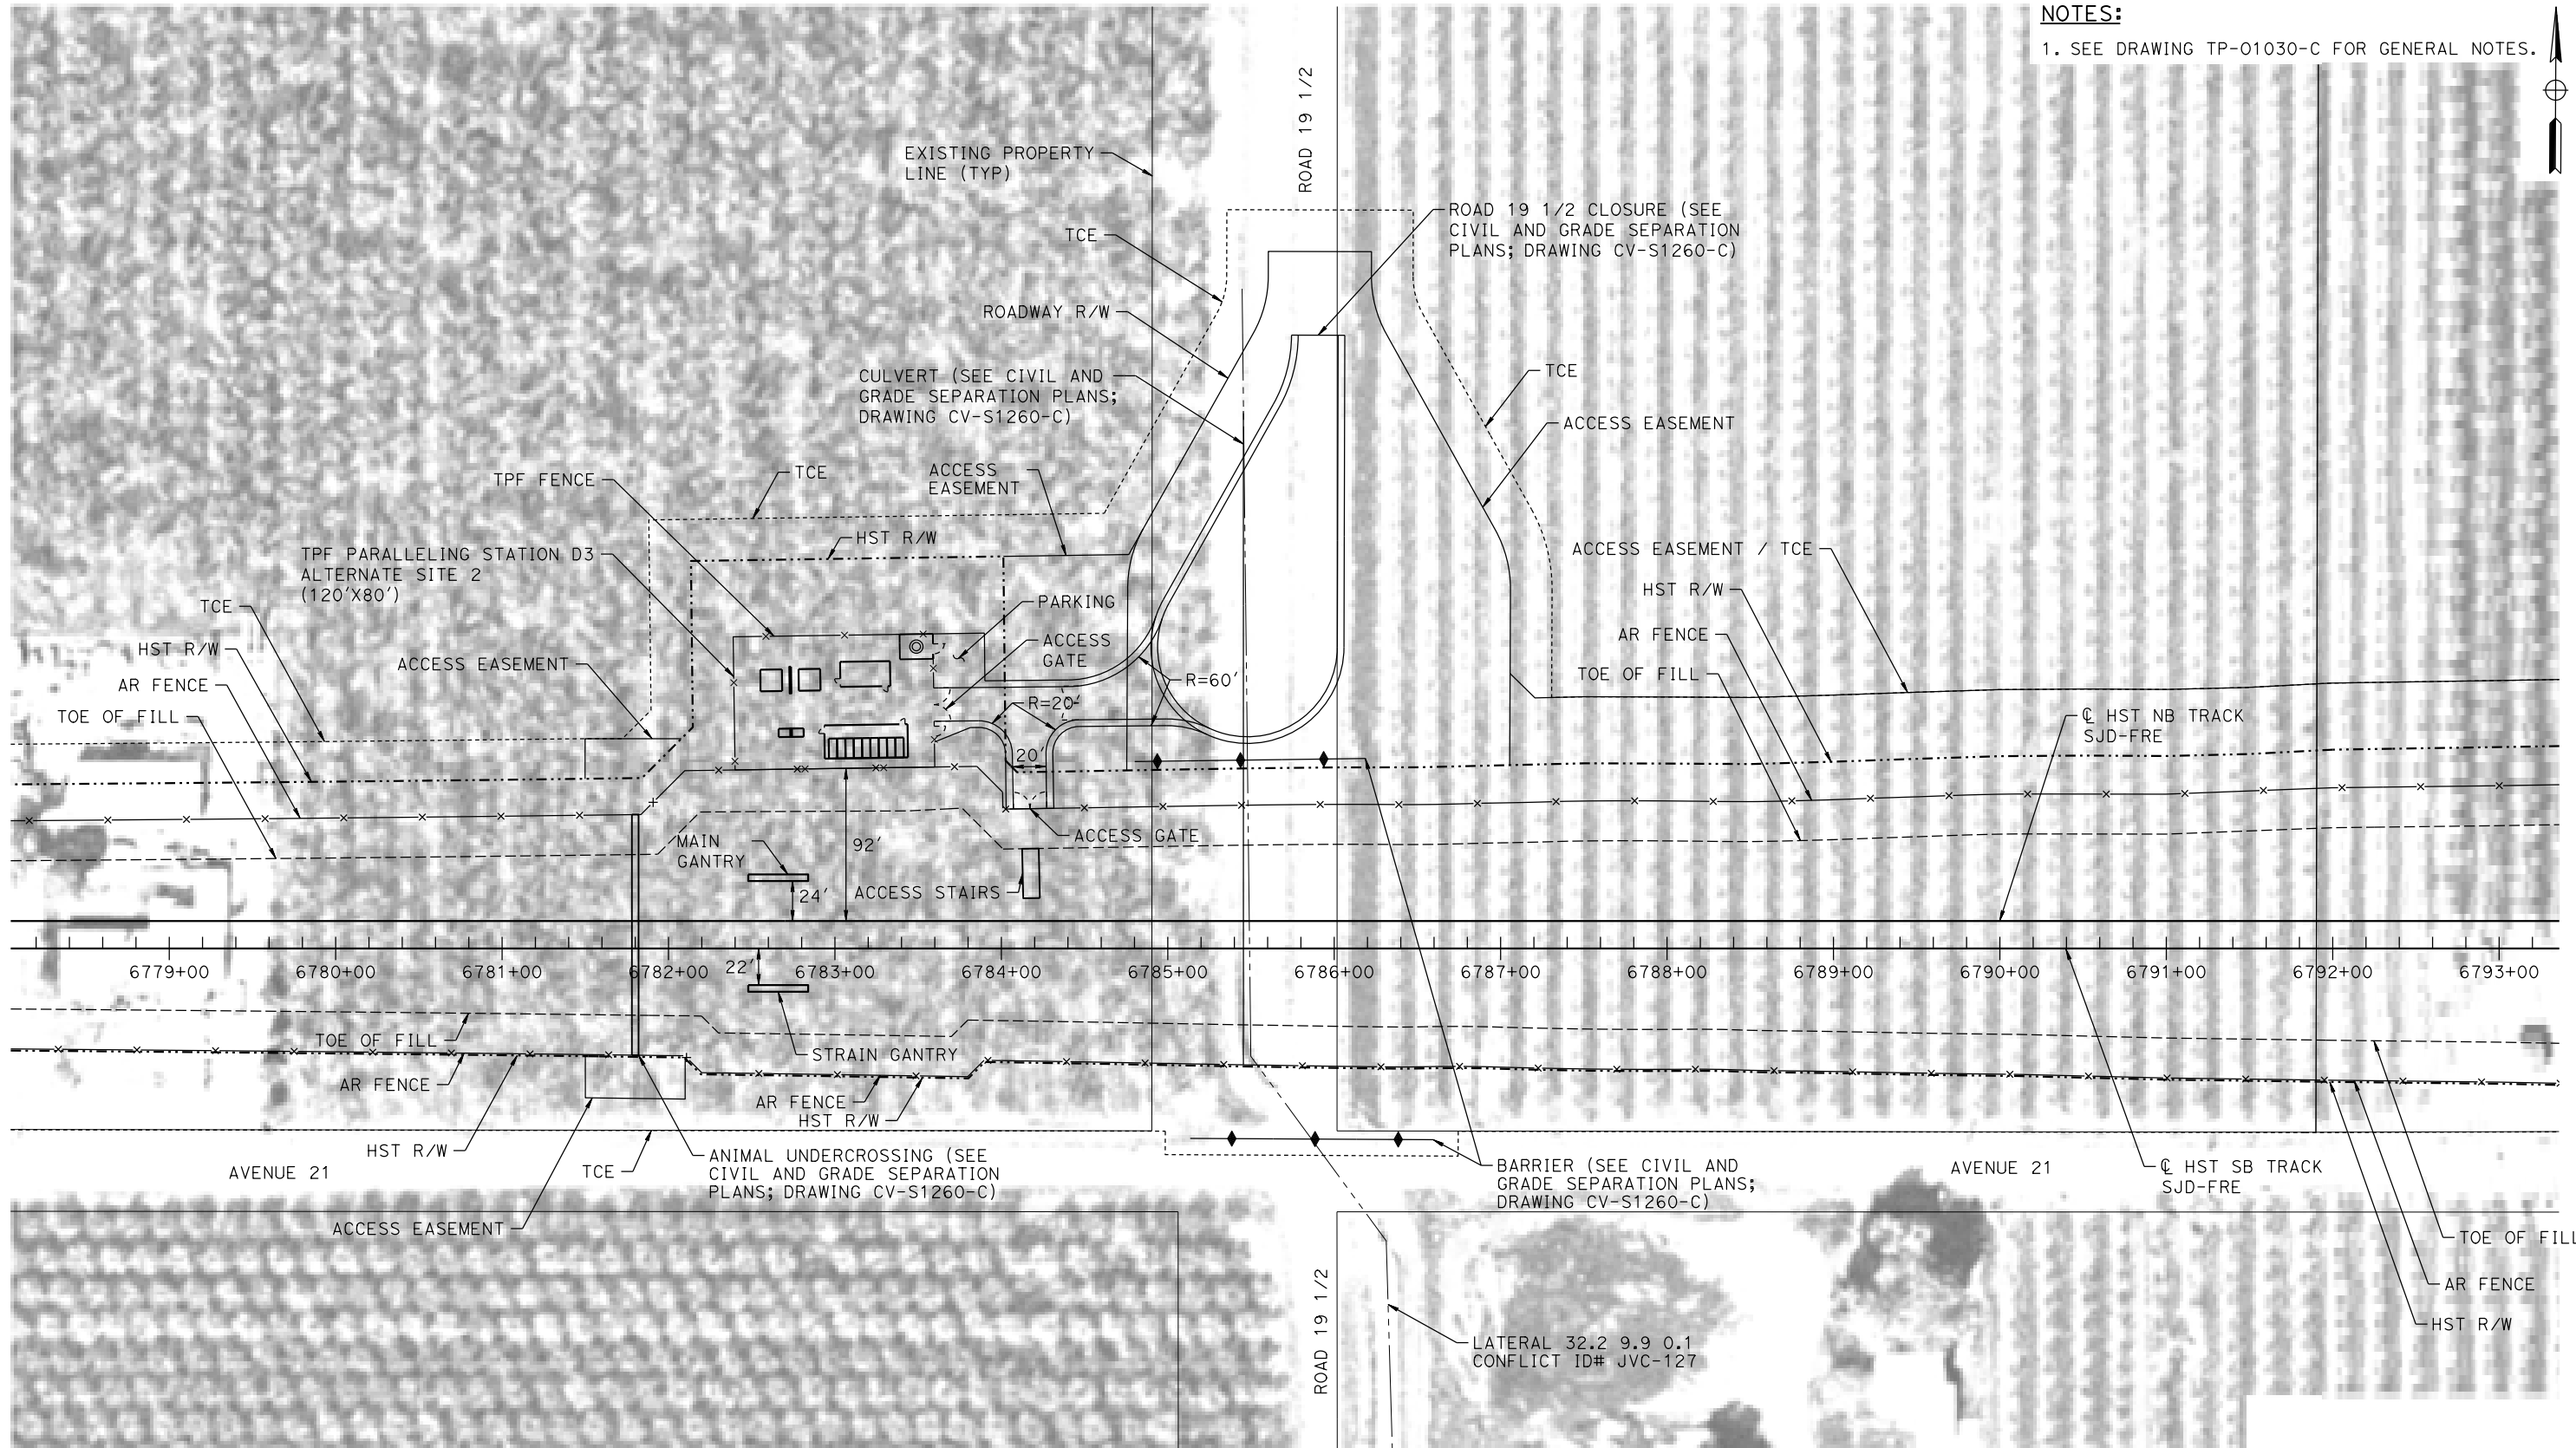 NOTES:
1. SEE DRAWING TP-01030-C FOR GENERAL NOTES.
ROAD 19 1/2
EXISTING PROPERTY
LINE (TYP)
TCE
ROAD 19 1/2 CLOSURE (SEE
CIVIL AND GRADE SEPARATION
PLANS; DRAWING CV-S1260-C)
ROADWAY R/W
CULVERT (SEE CIVIL AND
GRADE SEPARATION PLANS;
DRAWING CV-S1260-C)
TCE
ACCESS EASEMENT
TPF FENCE
TCE
ACCESS
EASEMENT
HST R/W
TPF PARALLELING STATION D3
ALTERNATE SITE 2
(120'X80')
ACCESS EASEMENT / TCE
HST R/W
AR FENCE
TOE OF FILL
TCE
HST R/W
AR FENCE
TOE OF FILL
ACCESS EASEMENT
PARKING
ACCESS
GATE
R=60'
R=20'
20'
℄ HST NB TRACK
SJD-FRE
MAIN
GANTRY
92'
24'
ACCESS GATE
ACCESS STAIRS
6779+00
6780+00
6781+00
6782+00
22'
6783+00
6784+00
6785+00
6786+00
6787+00
6788+00
6789+00
6790+00
6791+00
6792+00
6793+00
TOE OF FILL
STRAIN GANTRY
AR FENCE
AR FENCE
HST R/W
HST R/W
AVENUE 21
TCE
ANIMAL UNDERCROSSING (SEE
CIVIL AND GRADE SEPARATION
PLANS; DRAWING CV-S1260-C)
ACCESS EASEMENT
BARRIER (SEE CIVIL AND
GRADE SEPARATION PLANS;
DRAWING CV-S1260-C)
AVENUE 21
℄ HST SB TRACK
SJD-FRE
TOE OF FILL
AR FENCE
HST R/W
ROAD 19 1/2
LATERAL 32.2 9.9 0.1
CONFLICT ID# JVC-127